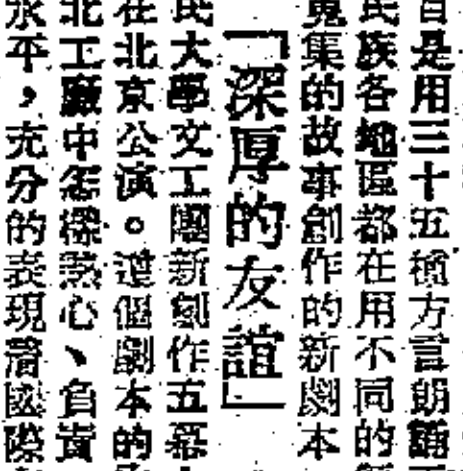 是用三十五種方言朗誦
民族各地區都在用不同的
蒐集的故事創作的新劇本
「深厚的友誼」
民大學文工團新創作五幕
在北京公演。這個劇本的
北工廠中怎樣熱心、負責
水平,充分的表現著國際